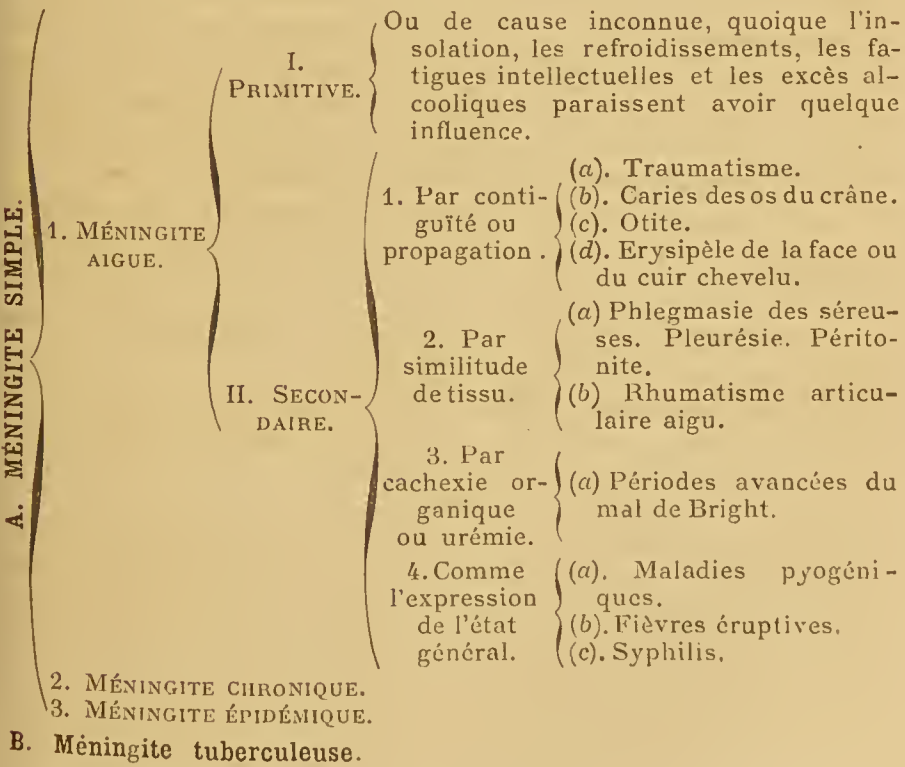 A. MÉNINGITE SIMPLE.
1. MÉNINGITE
AIGUE.
I.
PRIMITIVE.
Ou de cause inconnue, quoique l'in-
solation, les refroidissements, les fa-
tigues intellectuelles et les excès al-
cooliques paraissent avoir quelque
influence.
II. SECON-
DAIRE.
1. Par conti-
guïté ou
propagation.
(a). Traumatisme.
(b). Caries des os du crâne.
(c). Otite.
(d). Erysipèle de la face ou
du cuir chevelu.
2. Par
similitude
de tissu.
(a) Phlegmasie des séreu-
ses. Pleurésie. Périto-
nite.
(b) Rhumatisme articu-
laire aigu.
3. Par
cachexie or-
ganique
ou urémie.
(a) Périodes avancées du
mal de Bright.
4. Comme
l'expression
de l'état
général.
(a). Maladies pyogéni-
ques.
(b). Fièvres éruptives.
(c). Syphilis.
2. MÉNINGITE CHRONIQUE.
3. MÉNINGITE ÉPIDÉMIQUE.
B. Méningite tuberculeuse.